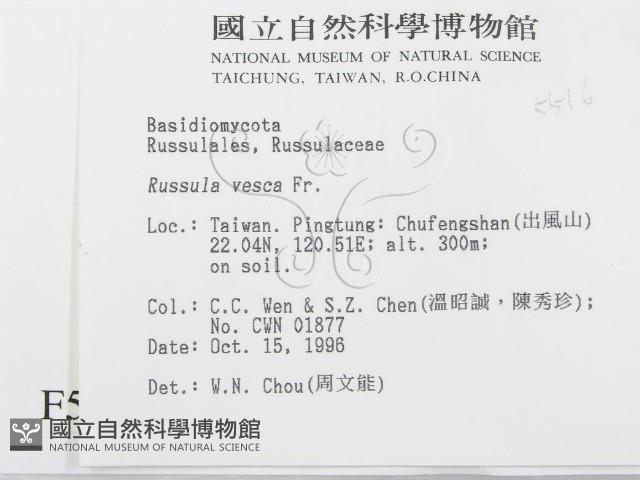 國立自然科學博物館
NATIONAL MUSEUM OF NATURAL SCIENCE
TAICHUNG, TAIWAN, R.O.CHINA
5516
Basidiomycota
Russulales, Russulaceae
Russula vesca Fr.
Loc.: Taiwan. Pingtung: Chufengshan(出風山)
22.04N, 120.51E; alt. 300m;
on soil.
Col.: C.C. Wen & S.Z. Chen(溫昭誠，陳秀珍);
No. CWN 01877
Date: Oct. 15, 1996
Det.: W.N. Chou(周文能)
F5
國立自然科學博物館
NATIONAL MUSEUM OF NATURAL SCIENCE